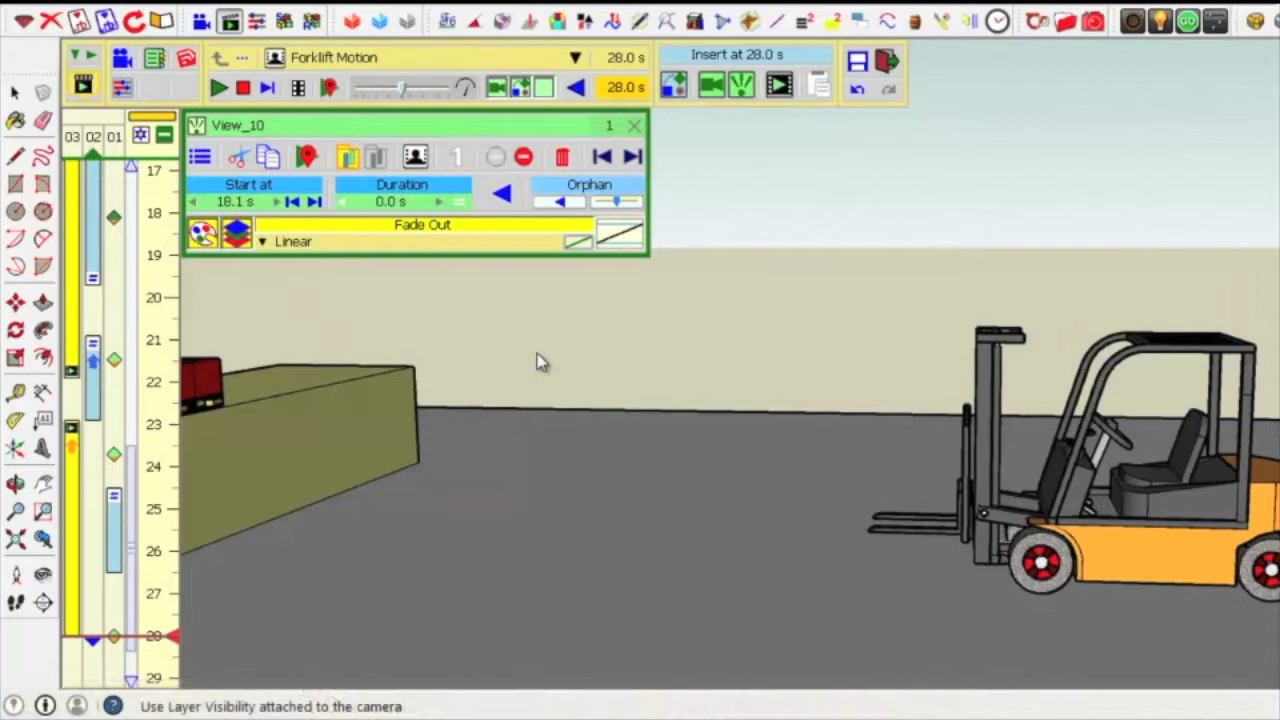 Forklift Motion
28.0 s
Insert at 28.0 s
28.0 s
View_10
1
03 02 01
1
Start at
Duration
Orphan
18.1 s
0.0 s
Fade Out
Linear
17
18
19
20
21
22
23
24
25
26
27
28
29
Use Layer Visibility attached to the camera